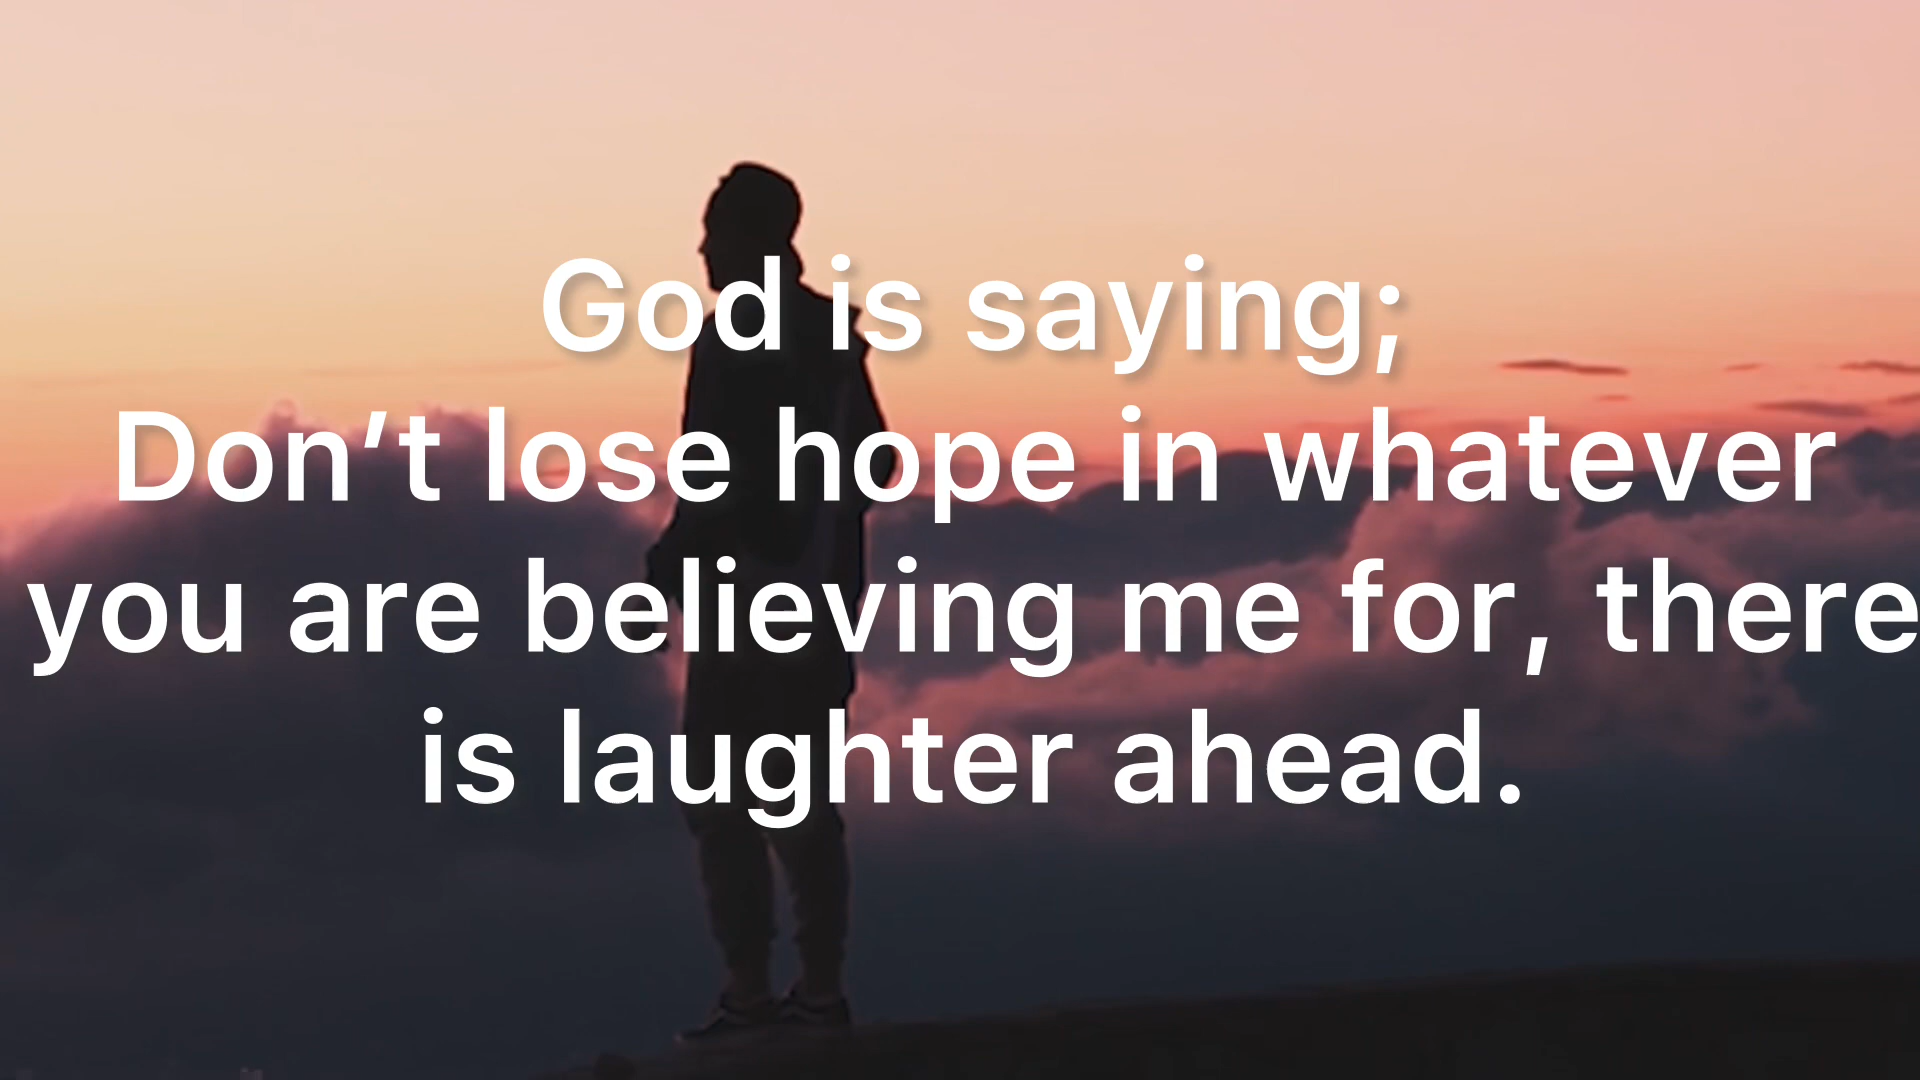 God is saying;
Don’t lose hope in whatever
you are believing me for, there
is laughter ahead.